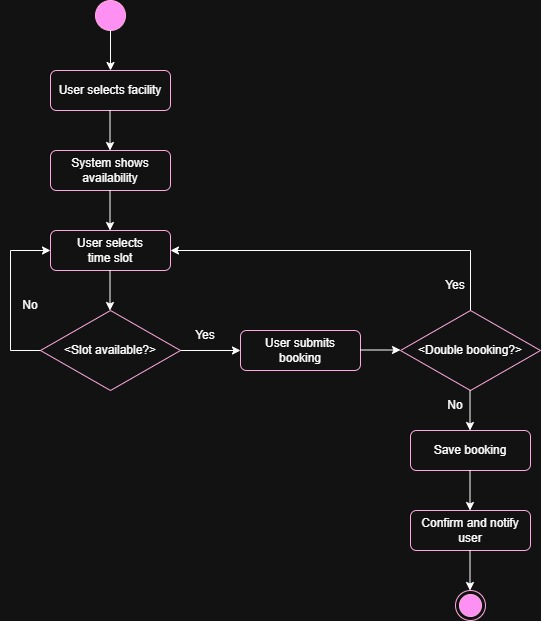 User selects facility
System shows
availability
User selects
time slot
Yes
No
Yes
User submits
booking
<Slot available?>
<Double booking?>
No
Save booking
Confirm and notify
user